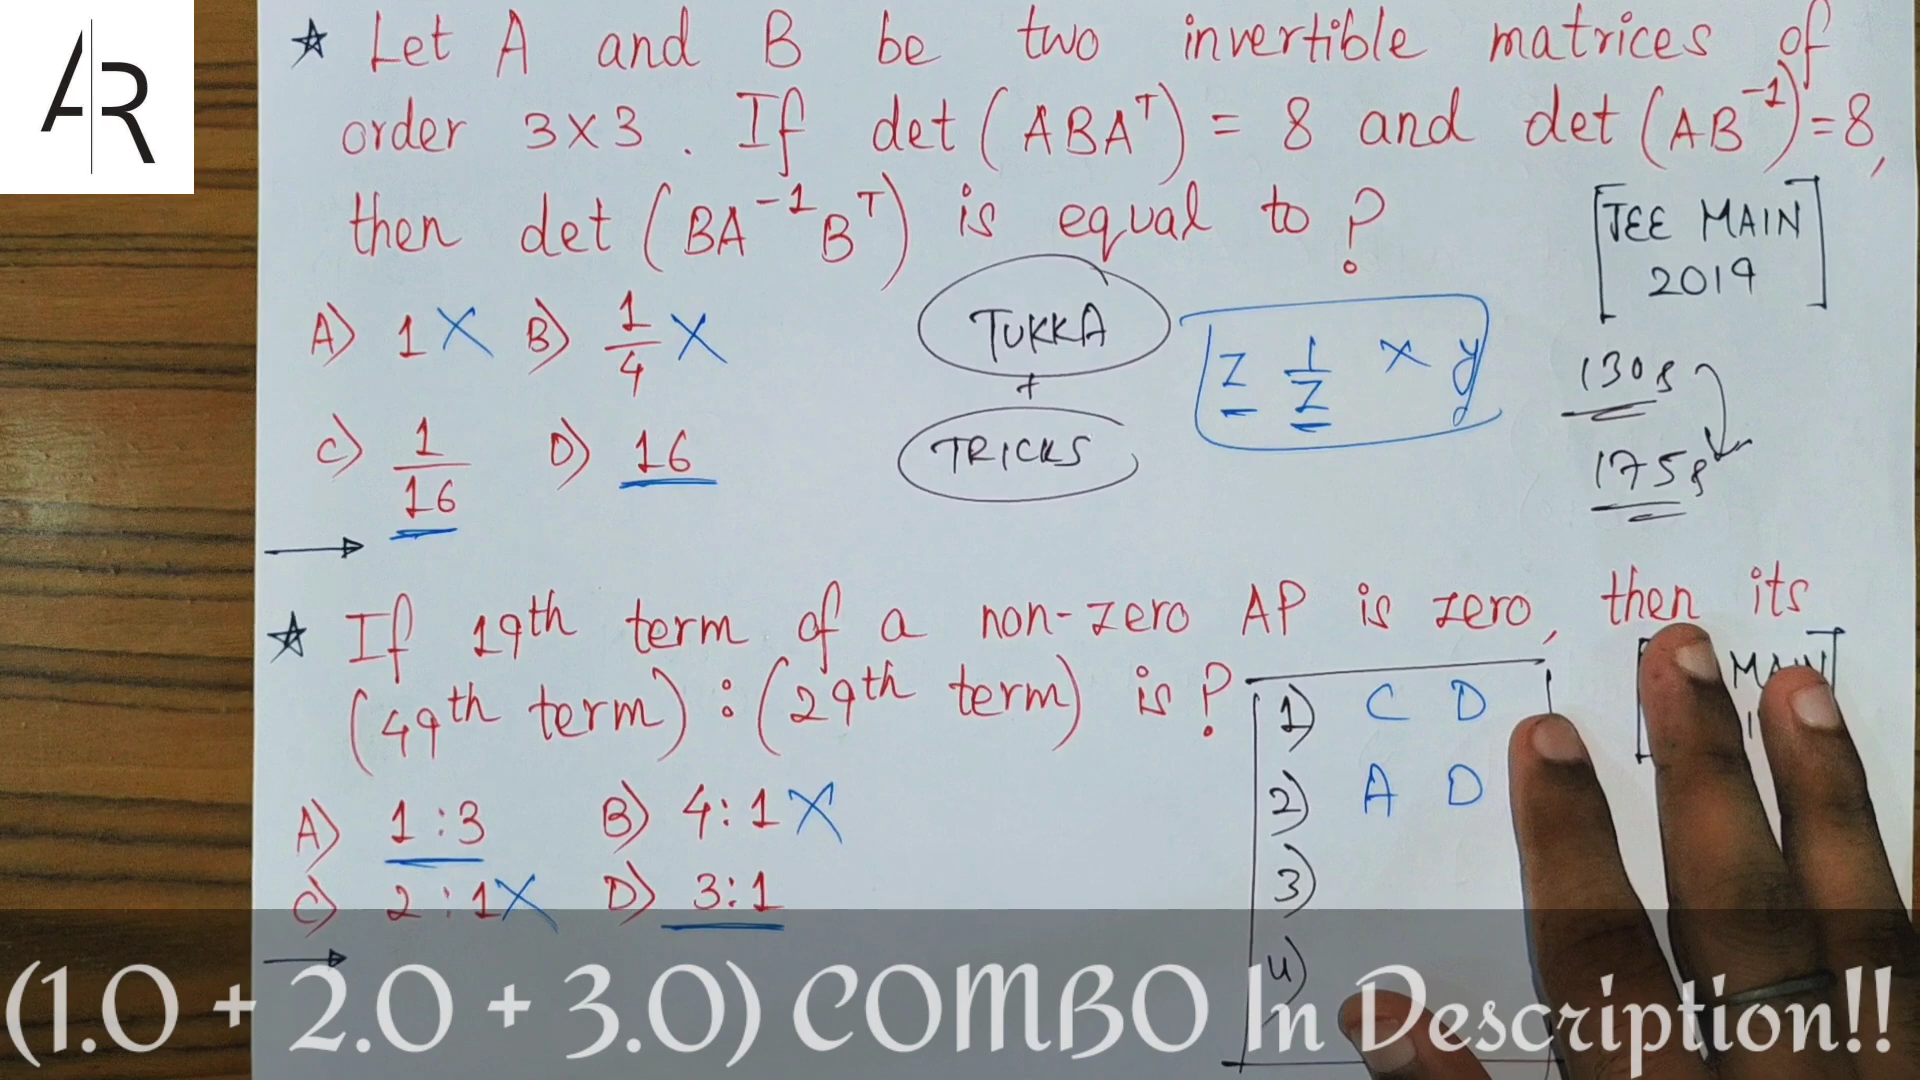 AR
☆ Let A and B be two invertible matrices of
order 3×3. If det (ABAᵀ) = 8 and det (AB⁻¹) = 8,
then det (BA⁻¹Bᵀ) is equal to ?
[JEE MAIN
2019]
A) 1 X B) 1/4 X
C) 1/16 D) 16
TUKKA
+
TRICKS
z 1/z x y
130s
175s
☆ If 19th term of a non-zero AP is zero, then its
(49th term) : (29th term) is ?
MAIN
A) 1:3 B) 4:1 X
C) 2:1 X D) 3:1
1) C D
2) A D
3)
4)
(1.0 + 2.0 + 3.0) COMBO In Description!!